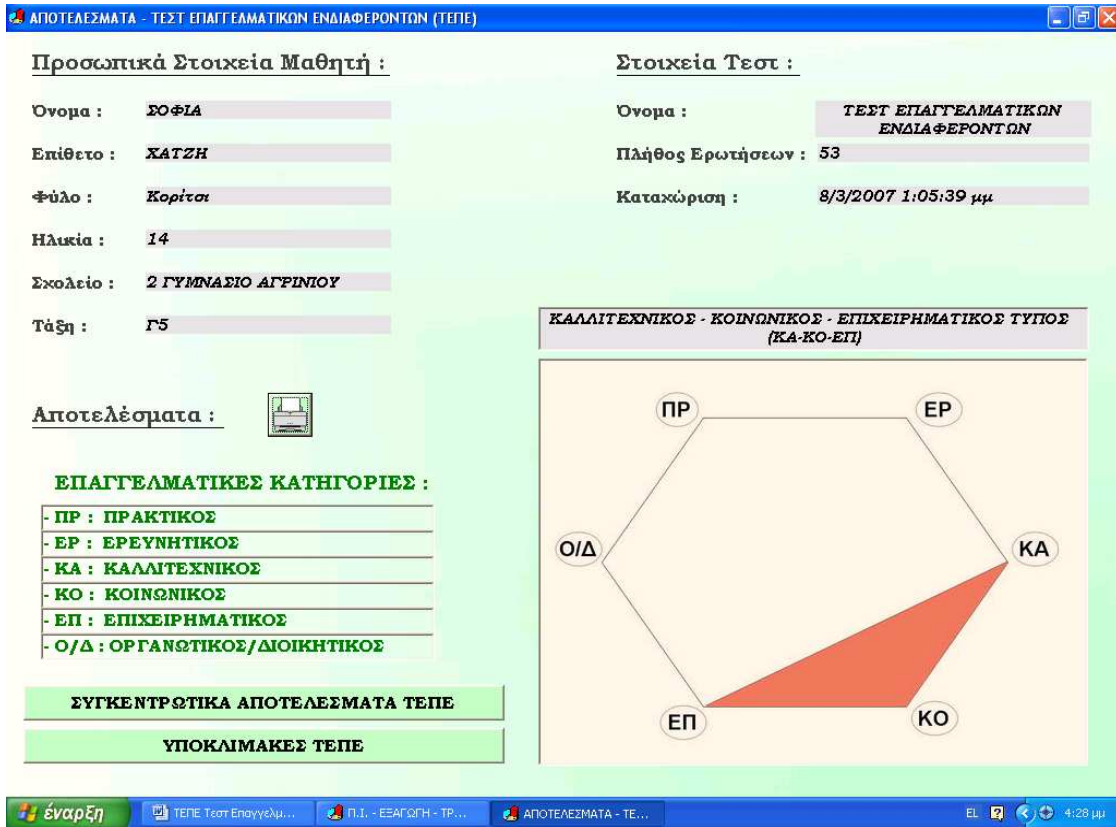 ΑΠΟΤΕΛΕΣΜΑΤΑ - ΤΕΣΤ ΕΠΑΓΓΕΛΜΑΤΙΚΩΝ ΕΝΔΙΑΦΕΡΟΝΤΩΝ (ΤΕΠΕ)
Προσωπικά Στοιχεία Μαθητή :
Όνομα : ΣΟΦΙΑ
Επίθετο : ΧΑΤΖΗ
Φύλο : Κορίτσι
Ηλικία : 14
Σχολείο : 2 ΓΥΜΝΑΣΙΟ ΑΓΡΙΝΙΟΥ
Τάξη : Γ5
Στοιχεία Τεστ :
Όνομα : ΤΕΣΤ ΕΠΑΓΓΕΛΜΑΤΙΚΩΝ
ΕΝΔΙΑΦΕΡΟΝΤΩΝ
Πλήθος Ερωτήσεων : 53
Καταχώριση : 8/3/2007 1:05:39 μμ
Αποτελέσματα :
ΕΠΑΓΓΕΛΜΑΤΙΚΕΣ ΚΑΤΗΓΟΡΙΕΣ :
- ΠΡ : ΠΡΑΚΤΙΚΟΣ
- ΕΡ : ΕΡΕΥΝΗΤΙΚΟΣ
- ΚΑ : ΚΑΛΛΙΤΕΧΝΙΚΟΣ
- ΚΟ : ΚΟΙΝΩΝΙΚΟΣ
- ΕΠ : ΕΠΙΧΕΙΡΗΜΑΤΙΚΟΣ
- Ο/Δ : ΟΡΓΑΝΩΤΙΚΟΣ/ΔΙΟΙΚΗΤΙΚΟΣ
ΣΥΓΚΕΝΤΡΩΤΙΚΑ ΑΠΟΤΕΛΕΣΜΑΤΑ ΤΕΠΕ
ΥΠΟΚΛΙΜΑΚΕΣ ΤΕΠΕ
ΚΑΛΛΙΤΕΧΝΙΚΟΣ - ΚΟΙΝΩΝΙΚΟΣ - ΕΠΙΧΕΙΡΗΜΑΤΙΚΟΣ ΤΥΠΟΣ
(ΚΑ-ΚΟ-ΕΠ)
ΠΡ
ΕΡ
Ο/Δ
ΚΑ
ΕΠ
ΚΟ
έναρξη
ΤΕΠΕ Τεστ Επαγγελμ...
Π.Ι. - ΕΞΑΓΩΓΗ - ΤΡ...
ΑΠΟΤΕΛΕΣΜΑΤΑ - ΤΕ...
EL
4:28 μμ